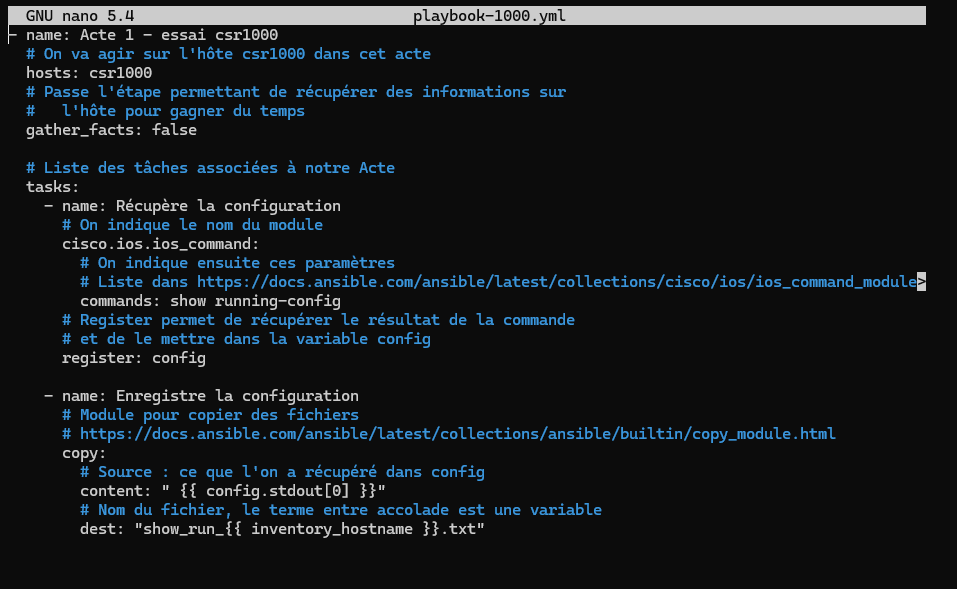 GNU nano 5.4 playbook-1000.yml
- name: Acte 1 - essai csr1000
# On va agir sur l'hôte csr1000 dans cet acte
hosts: csr1000
# Passe l'étape permettant de récupérer des informations sur
#   l'hôte pour gagner du temps
gather_facts: false
# Liste des tâches associées à notre Acte
tasks:
- name: Récupère la configuration
# On indique le nom du module
cisco.ios.ios_command:
# On indique ensuite ces paramètres
# Liste dans https://docs.ansible.com/ansible/latest/collections/cisco/ios/ios_command_module>
commands: show running-config
# Register permet de récupérer le résultat de la commande
# et de le mettre dans la variable config
register: config
- name: Enregistre la configuration
# Module pour copier des fichiers
# https://docs.ansible.com/ansible/latest/collections/ansible/builtin/copy_module.html
copy:
# Source : ce que l'on a récupéré dans config
content: " {{ config.stdout[0] }}"
# Nom du fichier, le terme entre accolade est une variable
dest: "show_run_{{ inventory_hostname }}.txt"